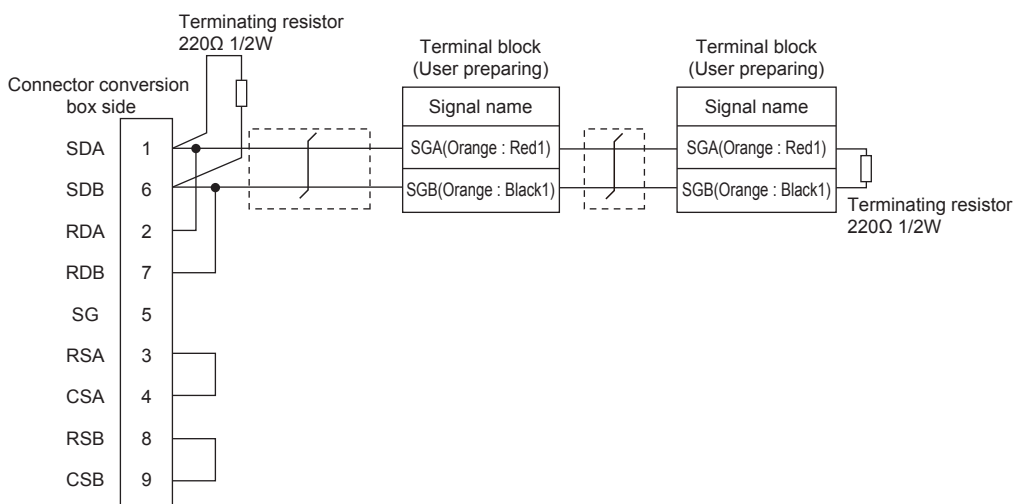 Terminating resistor
220Ω 1/2W
Connector conversion
box side
Terminal block
(User preparing)
Terminal block
(User preparing)
Signal name
Signal name
SDA 1
SGA(Orange : Red1)
SGA(Orange : Red1)
SDB 6
SGB(Orange : Black1)
SGB(Orange : Black1)
Terminating resistor
220Ω 1/2W
RDA 2
RDB 7
SG 5
RSA 3
CSA 4
RSB 8
CSB 9